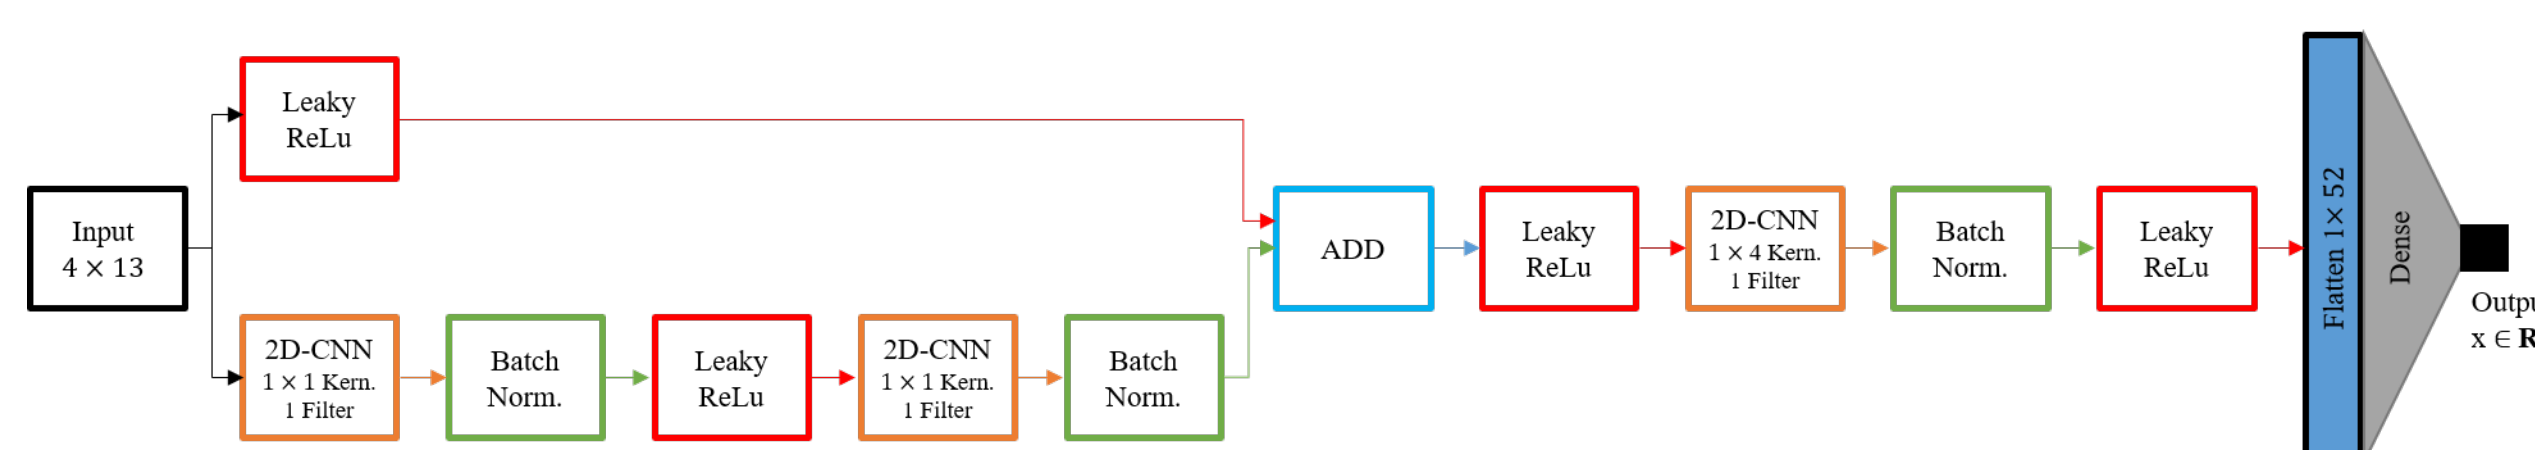 Leaky
ReLu
Input
4 × 13
2D-CNN
1 × 1 Kern.
1 Filter
Batch
Norm.
Leaky
ReLu
2D-CNN
1 × 1 Kern.
1 Filter
Batch
Norm.
ADD
Leaky
ReLu
2D-CNN
1 × 4 Kern.
1 Filter
Batch
Norm.
Leaky
ReLu
Flatten 1 × 52
Dense
x ∈ R